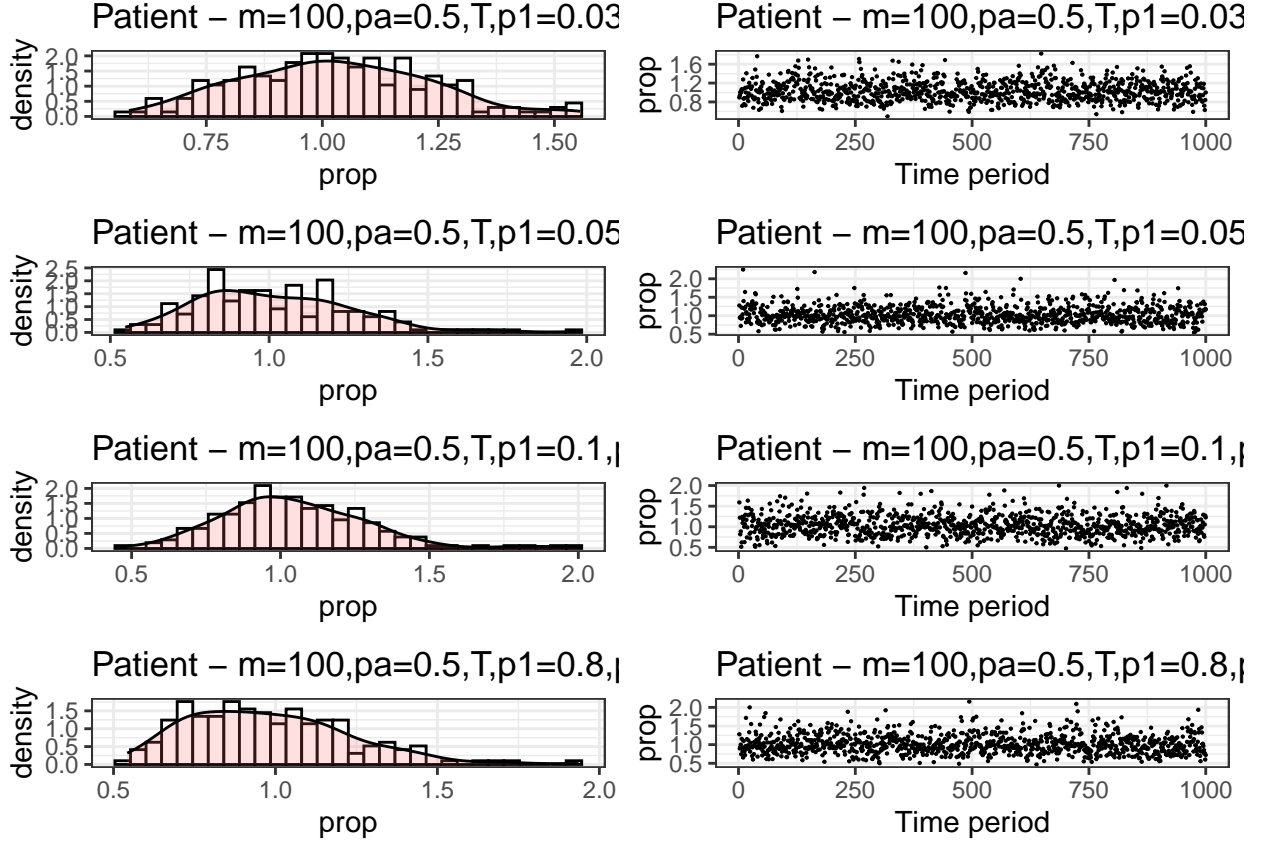 Patient – m=100,pa=0.5,T,p1=0.03
density
2.0
1.5
1.0
0.5
0.0
0.75 1.00 1.25 1.50
prop
Patient – m=100,pa=0.5,T,p1=0.03
prop
1.6
1.2
0.8
0 250 500 750 1000
Time period
Patient – m=100,pa=0.5,T,p1=0.05
density
2.5
2.0
1.5
1.0
0.5
0.0
0.5 1.0 1.5 2.0
prop
Patient – m=100,pa=0.5,T,p1=0.05
prop
2.0
1.5
1.0
0.5
0 250 500 750 1000
Time period
Patient – m=100,pa=0.5,T,p1=0.1,p
density
2.0
1.5
1.0
0.5
0.0
0.5 1.0 1.5 2.0
prop
Patient – m=100,pa=0.5,T,p1=0.1,p
prop
2.0
1.5
1.0
0.5
0 250 500 750 1000
Time period
Patient – m=100,pa=0.5,T,p1=0.8,p
density
1.5
1.0
0.5
0.0
0.5 1.0 1.5 2.0
prop
Patient – m=100,pa=0.5,T,p1=0.8,p
prop
2.0
1.5
1.0
0.5
0 250 500 750 1000
Time period